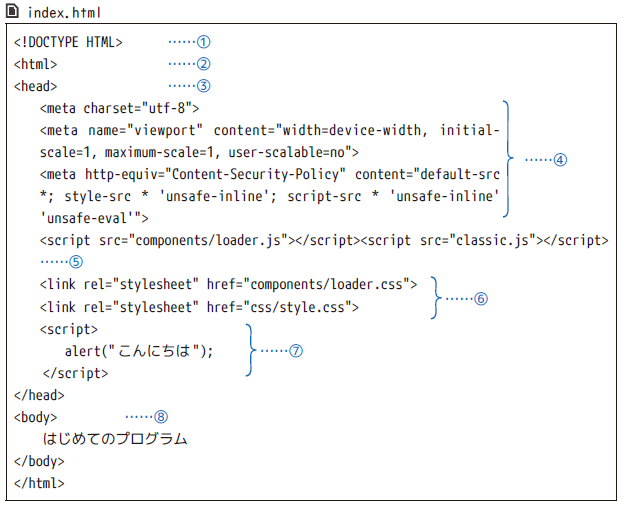 index.html
<!DOCTYPE HTML> ……①
<html> ……②
<head> ……③
<meta charset="utf-8">
<meta name="viewport" content="width=device-width, initial-
scale=1, maximum-scale=1, user-scalable=no">
<meta http-equiv="Content-Security-Policy" content="default-src
*; style-src * 'unsafe-inline'; script-src * 'unsafe-inline'
'unsafe-eval'">
……④
<script src="components/loader.js"></script><script src="classic.js"></script>
……⑤
<link rel="stylesheet" href="components/loader.css">
<link rel="stylesheet" href="css/style.css">
……⑥
<script>
alert("こんにちは"); ……⑦
</script>
</head>
<body> ……⑧
はじめてのプログラム
</body>
</html>